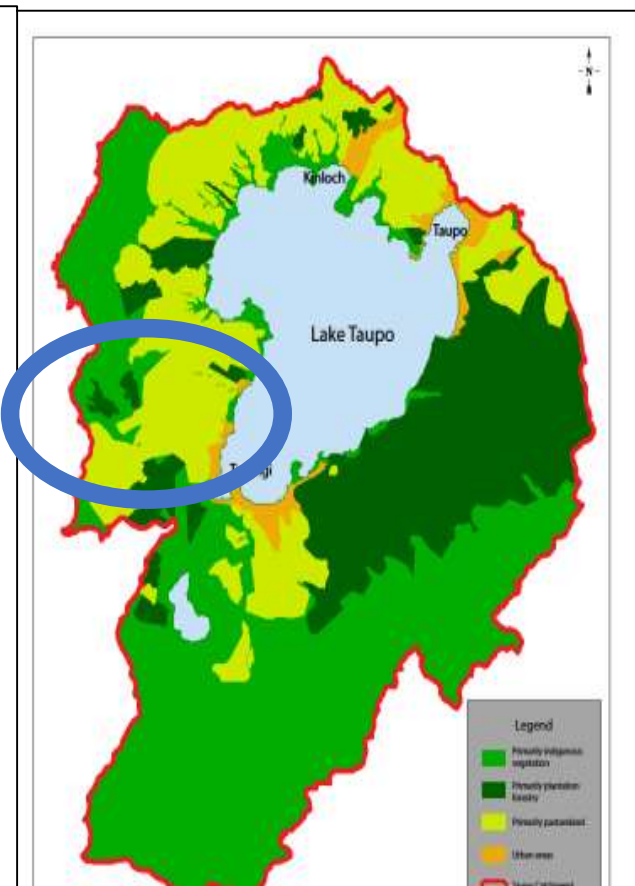 N
Kinloch
Taupo
Lake Taupo
Legend
Primarily indigenous
vegetation
Primarily plantation
forestry
Primarily pastureland
Urban areas